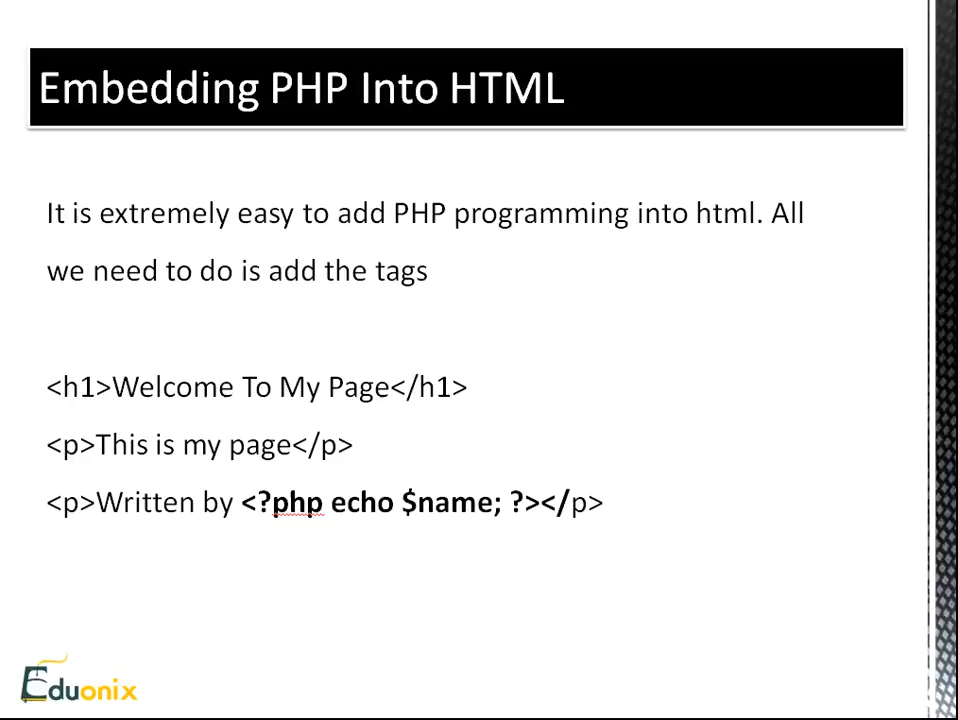 Embedding PHP Into HTML
It is extremely easy to add PHP programming into html. All
we need to do is add the tags
<h1>Welcome To My Page</h1>
<p>This is my page</p>
<p>Written by <?php echo $name; ?></p>
Eduonix